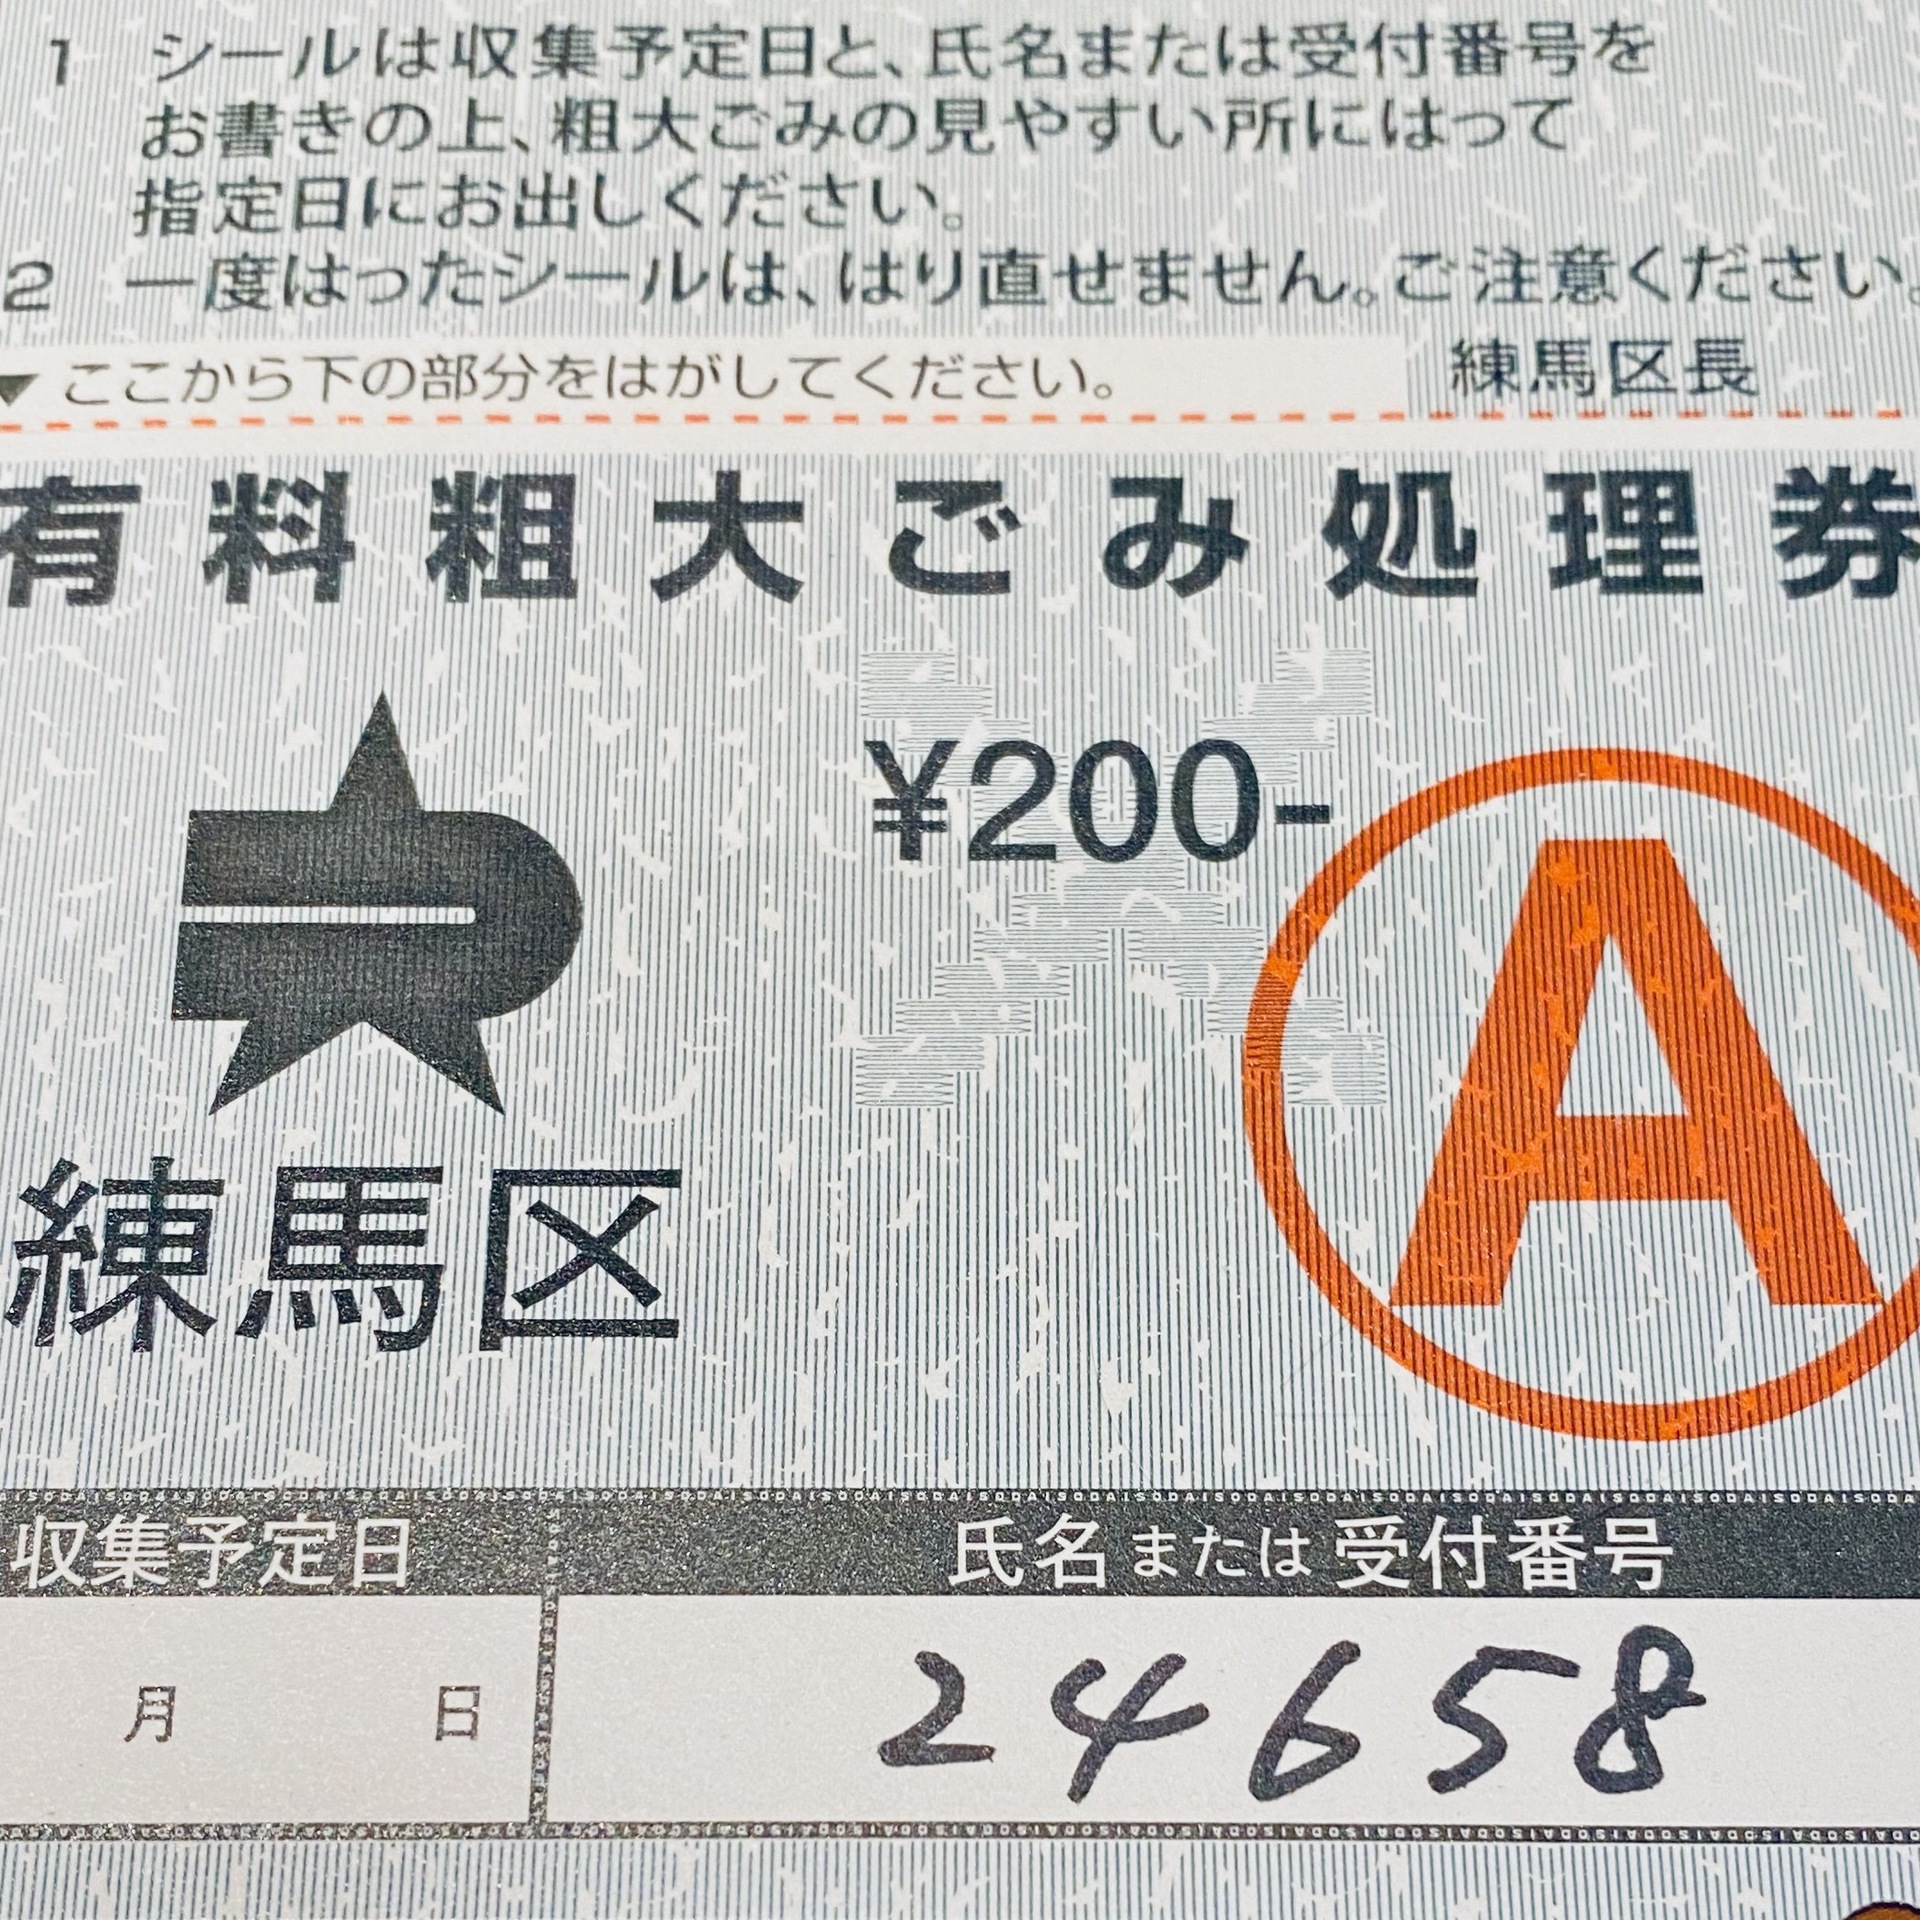 1 シールは収集予定日と、氏名または受付番号を
お書きの上、粗大ごみの見やすい所にはって
指定日にお出しください。
2 一度はったシールは、はり直せません。ご注意ください。
練馬区長
▼ここから下の部分をはがしてください。
有料粗大ごみ処理券
¥200-
A
練馬区
収集予定日 氏名または受付番号
月 日 24658